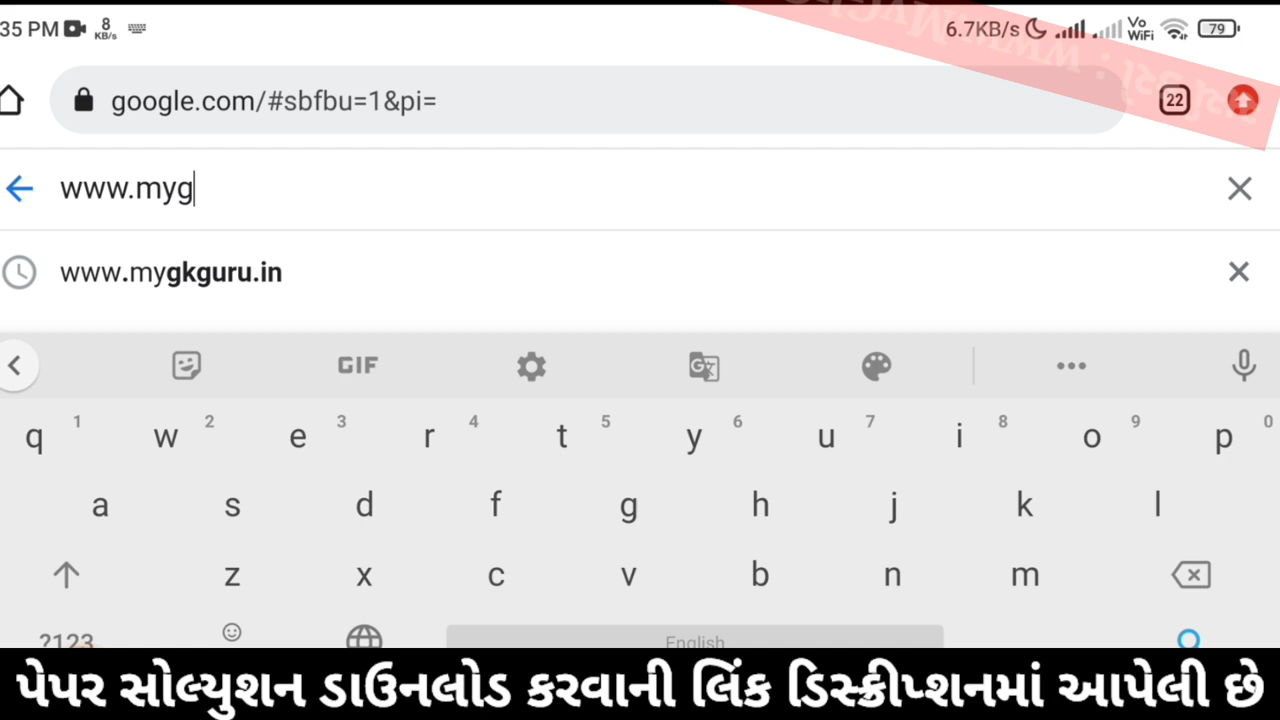 35 PM 8 KB/s 6.7KB/s Vo WiFi 79
google.com/#sbfbu=1&pi= 22
www.myg
www.mygkguru.in
GIF
q 1 w 2 e 3 r 4 t 5 y 6 u 7 i 8 o 9 p 0
a s d f g h j k l
z x c v b n m
?123 English
પેપર સોલ્યુશન ડાઉનલોડ કરવાની લિંક ડિસ્ક્રીપ્શનમાં આપેલી છે